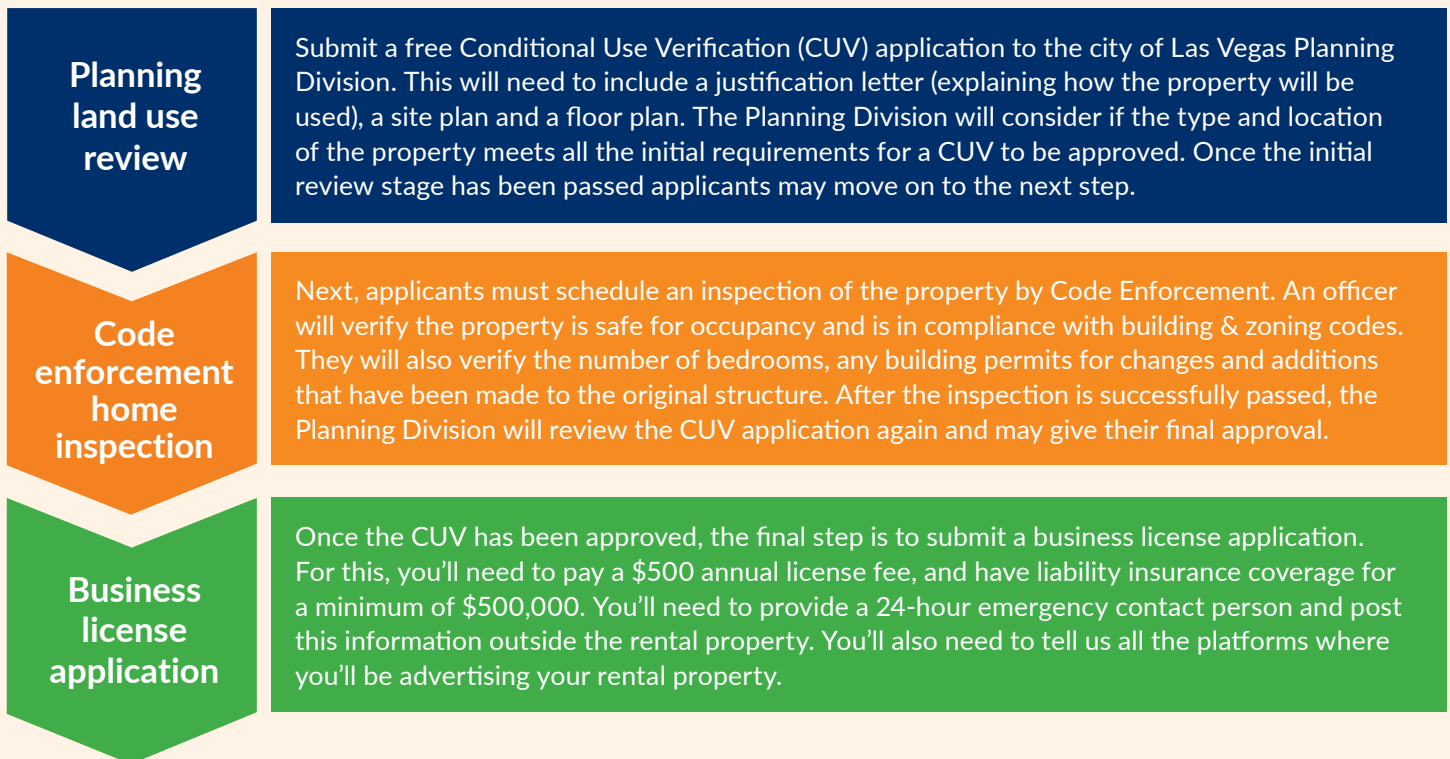 Planning
land use
review
Submit a free Conditional Use Verification (CUV) application to the city of Las Vegas Planning
Division. This will need to include a justification letter (explaining how the property will be
used), a site plan and a floor plan. The Planning Division will consider if the type and location
of the property meets all the initial requirements for a CUV to be approved. Once the initial
review stage has been passed applicants may move on to the next step.
Code
enforcement
home
inspection
Next, applicants must schedule an inspection of the property by Code Enforcement. An officer
will verify the property is safe for occupancy and is in compliance with building & zoning codes.
They will also verify the number of bedrooms, any building permits for changes and additions
that have been made to the original structure. After the inspection is successfully passed, the
Planning Division will review the CUV application again and may give their final approval.
Business
license
application
Once the CUV has been approved, the final step is to submit a business license application.
For this, you’ll need to pay a $500 annual license fee, and have liability insurance coverage for
a minimum of $500,000. You’ll need to provide a 24-hour emergency contact person and post
this information outside the rental property. You’ll also need to tell us all the platforms where
you’ll be advertising your rental property.